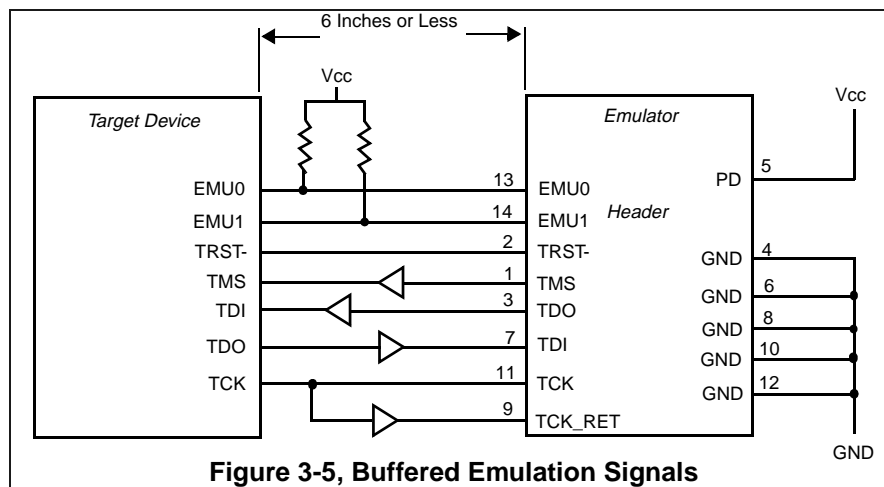 6 Inches or Less
Vcc
Vcc
Target Device
Emulator
5
PD
EMU0
13
EMU0
EMU1
14
EMU1
Header
TRST-
2
TRST-
GND
4
TMS
1
TMS
GND
6
TDI
3
TDO
GND
8
TDO
7
TDI
GND
10
TCK
11
TCK
GND
12
9
TCK_RET
GND
Figure 3-5, Buffered Emulation Signals